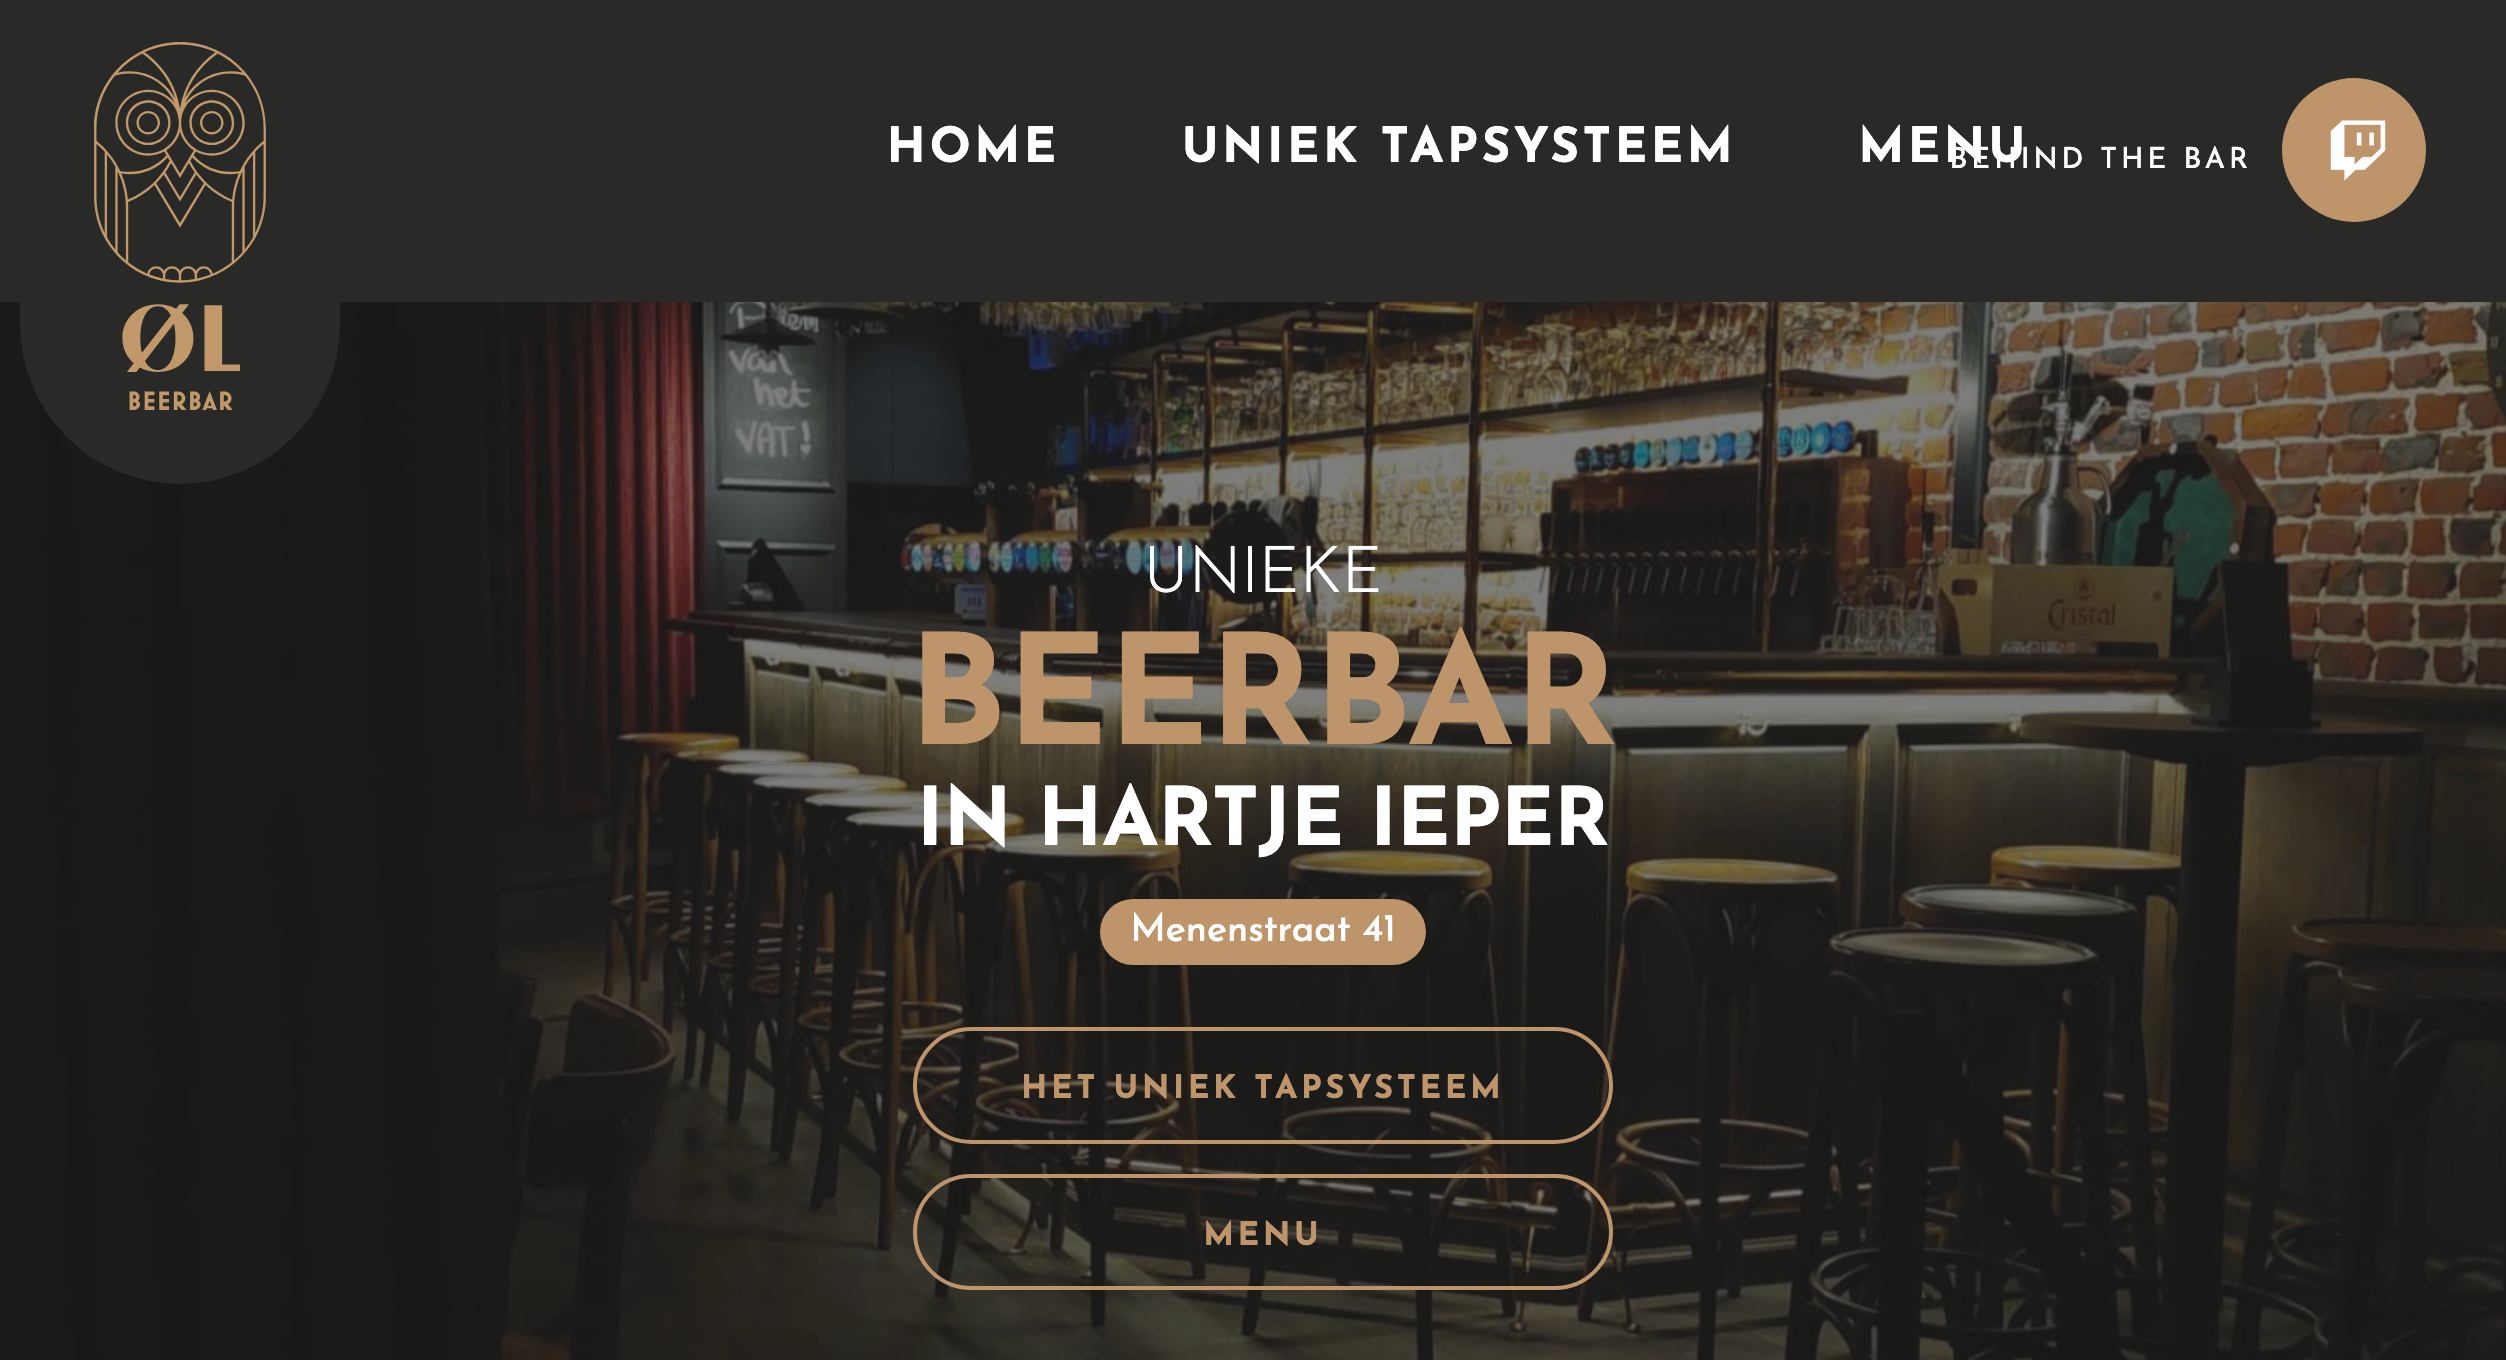 HOME
UNIEK TAPSYSTEEM
MENU
BEHIND THE BAR
ØL
BEERBAR
van
het
VAT!
UNIEKE
BEERBAR
IN HARTJE IEPER
Cristal
Menenstraat 41
HET UNIEK TAPSYSTEEM
MENU